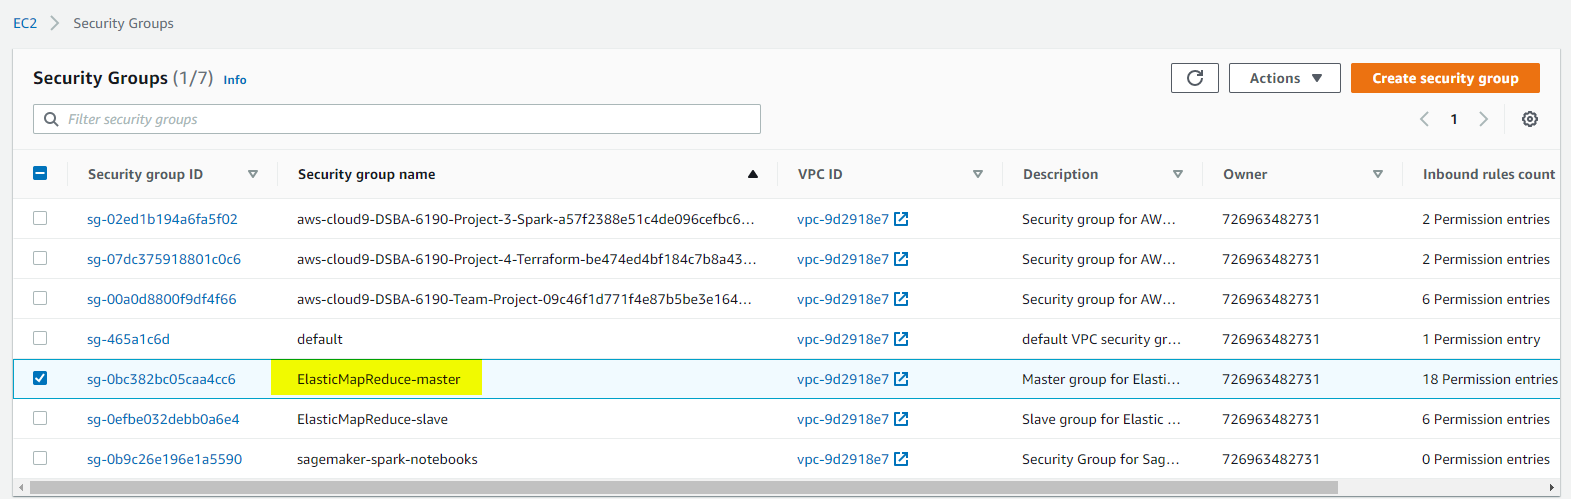 EC2 > Security Groups
Security Groups (1/7) Info Actions Create security group
Filter security groups 1
Security group ID Security group name VPC ID Description Owner Inbound rules count
sg-02ed1b194a6fa5f02 aws-cloud9-DSBA-6190-Project-3-Spark-a57f2388e51c4de096cefbc6... vpc-9d2918e7 Security group for AW... 726963482731 2 Permission entries
sg-07dc375918801c0c6 aws-cloud9-DSBA-6190-Project-4-Terraform-be474ed4bf184c7b8a43... vpc-9d2918e7 Security group for AW... 726963482731 2 Permission entries
sg-00a0d8800f9df4f66 aws-cloud9-DSBA-6190-Team-Project-09c46f1d771f4e87b5be3e164... vpc-9d2918e7 Security group for AW... 726963482731 6 Permission entries
sg-465a1c6d default vpc-9d2918e7 default VPC security gr... 726963482731 1 Permission entry
sg-0bc382bc05caa4cc6 ElasticMapReduce-master vpc-9d2918e7 Master group for Elasti... 726963482731 18 Permission entries
sg-0efbe032debb0a6e4 ElasticMapReduce-slave vpc-9d2918e7 Slave group for Elastic ... 726963482731 6 Permission entries
sg-0b9c26e196e1a5590 sagemaker-spark-notebooks vpc-9d2918e7 Security Group for Sag... 726963482731 0 Permission entries